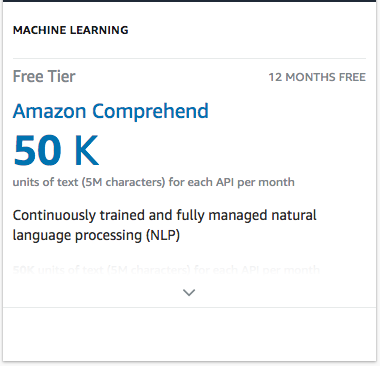 MACHINE LEARNING
Free Tier 12 MONTHS FREE
Amazon Comprehend
50 K
units of text (5M characters) for each API per month
Continuously trained and fully managed natural
language processing (NLP)
50K units of text (5M characters) for each API per month